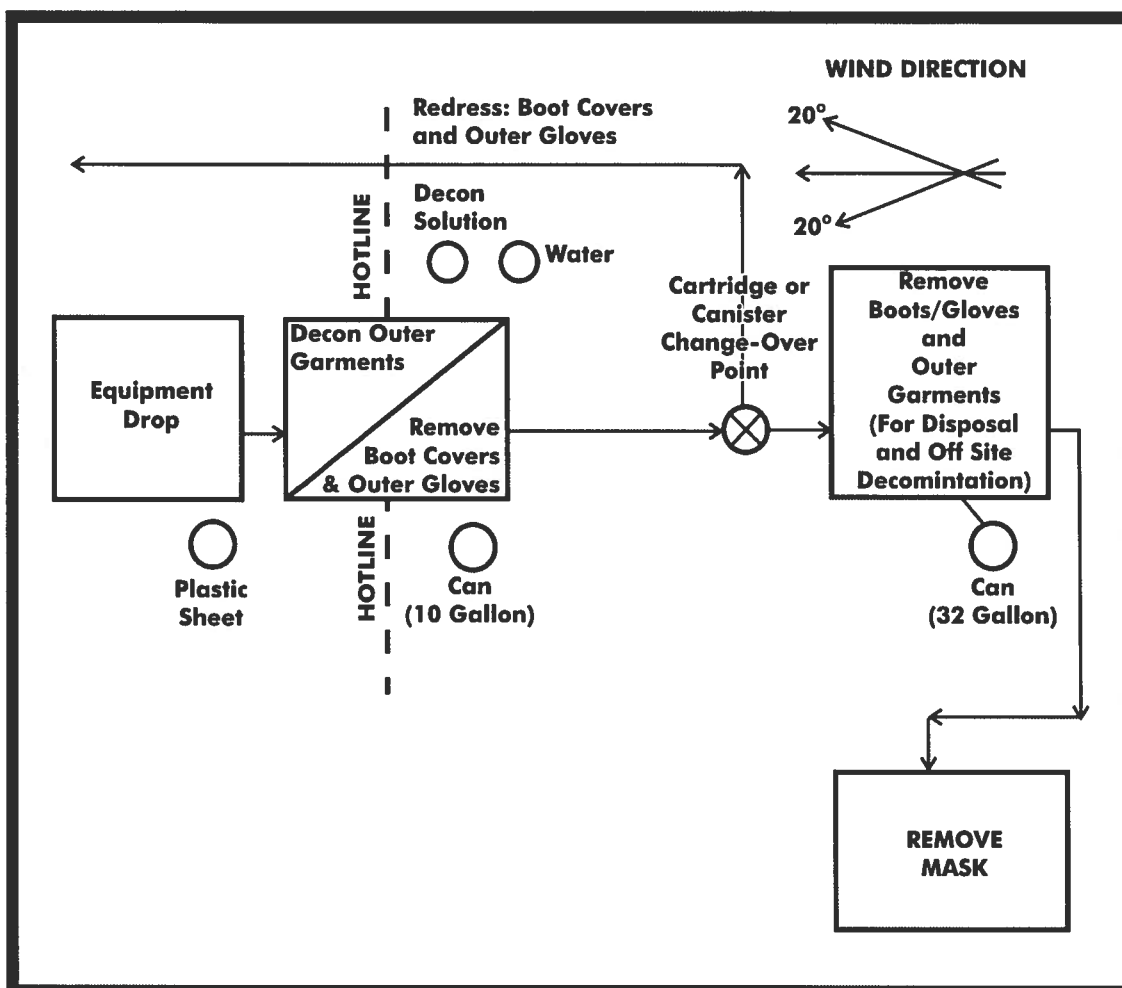 WIND DIRECTION
20°
20°
Redress: Boot Covers
and Outer Gloves
HOTLINE
Decon
Solution
Water
Equipment
Drop
Decon Outer
Garments
Remove
Boot Covers
& Outer Gloves
Cartridge or
Canister
Change-Over
Point
Remove
Boots/Gloves
and
Outer
Garments
(For Disposal
and Off Site
Decomintation)
Plastic
Sheet
HOTLINE
Can
(10 Gallon)
Can
(32 Gallon)
REMOVE
MASK